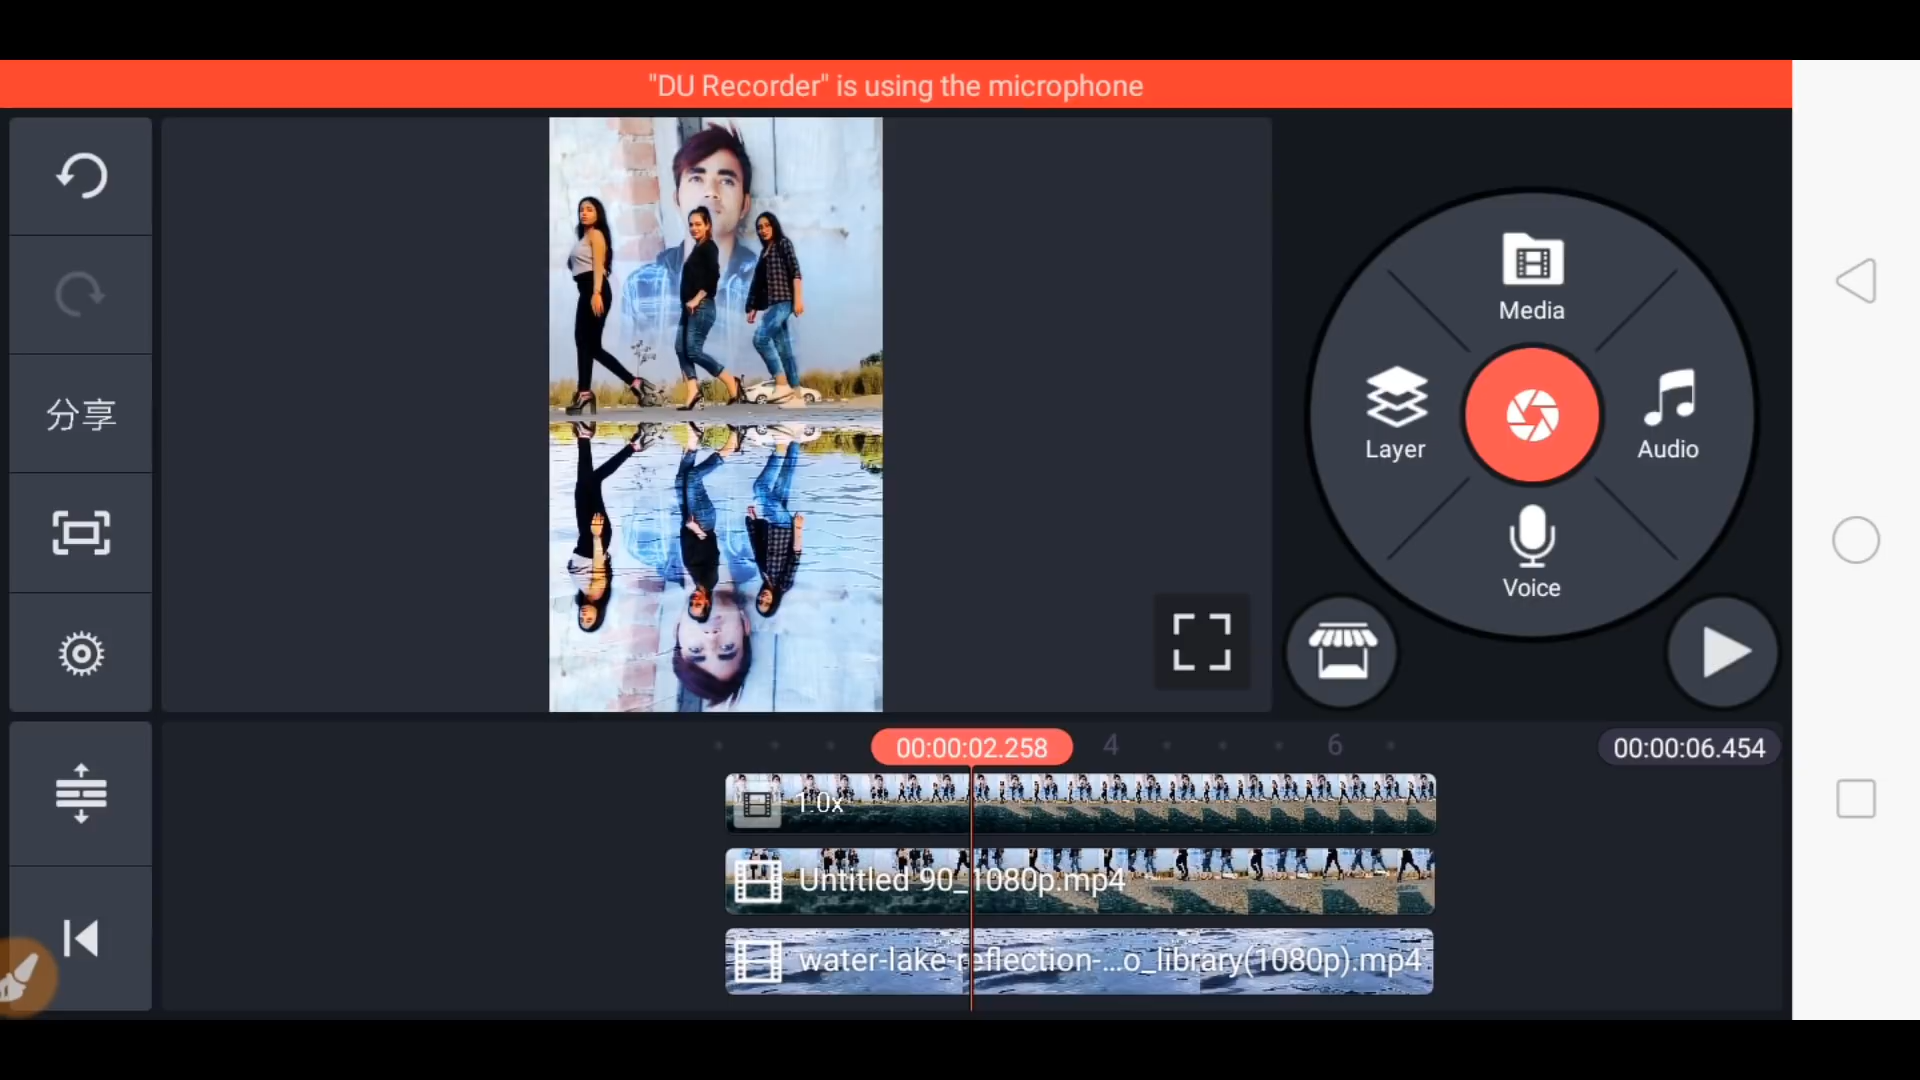 "DU Recorder" is using the microphone
分享
Media
Layer
Audio
Voice
00:00:02.258
4
6
00:00:06.454
1.0x
Untitled 90_1080p.mp4
water-lake-reflection-...o_library(1080p).mp4